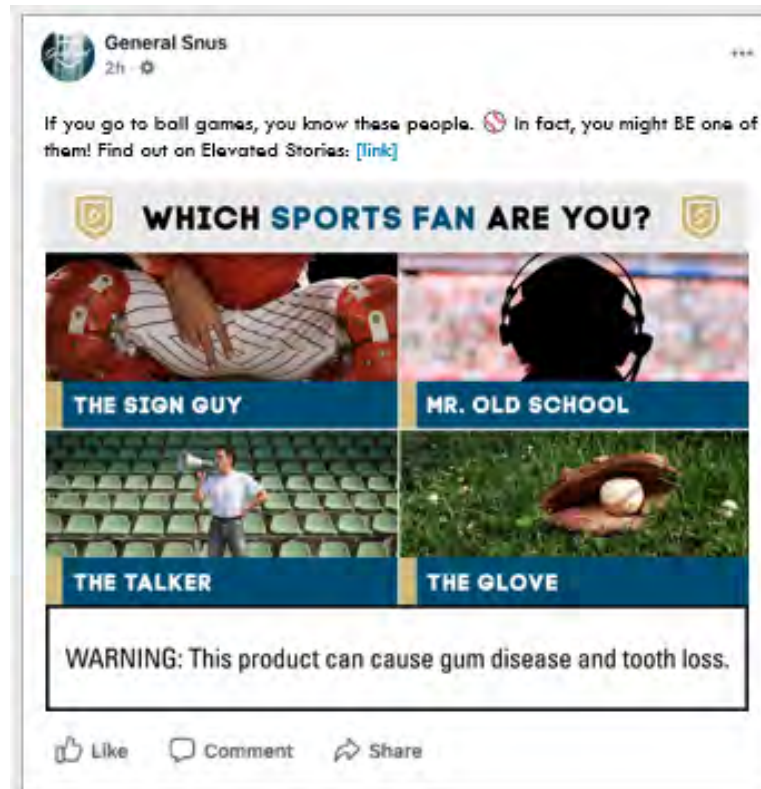 General Snus
2h
If you go to ball games, you know these people. In fact, you might BE one of
them! Find out on Elevated Stories: [link]
WHICH SPORTS FAN ARE YOU?
THE SIGN GUY
MR. OLD SCHOOL
THE TALKER
THE GLOVE
WARNING: This product can cause gum disease and tooth loss.
Like Comment Share